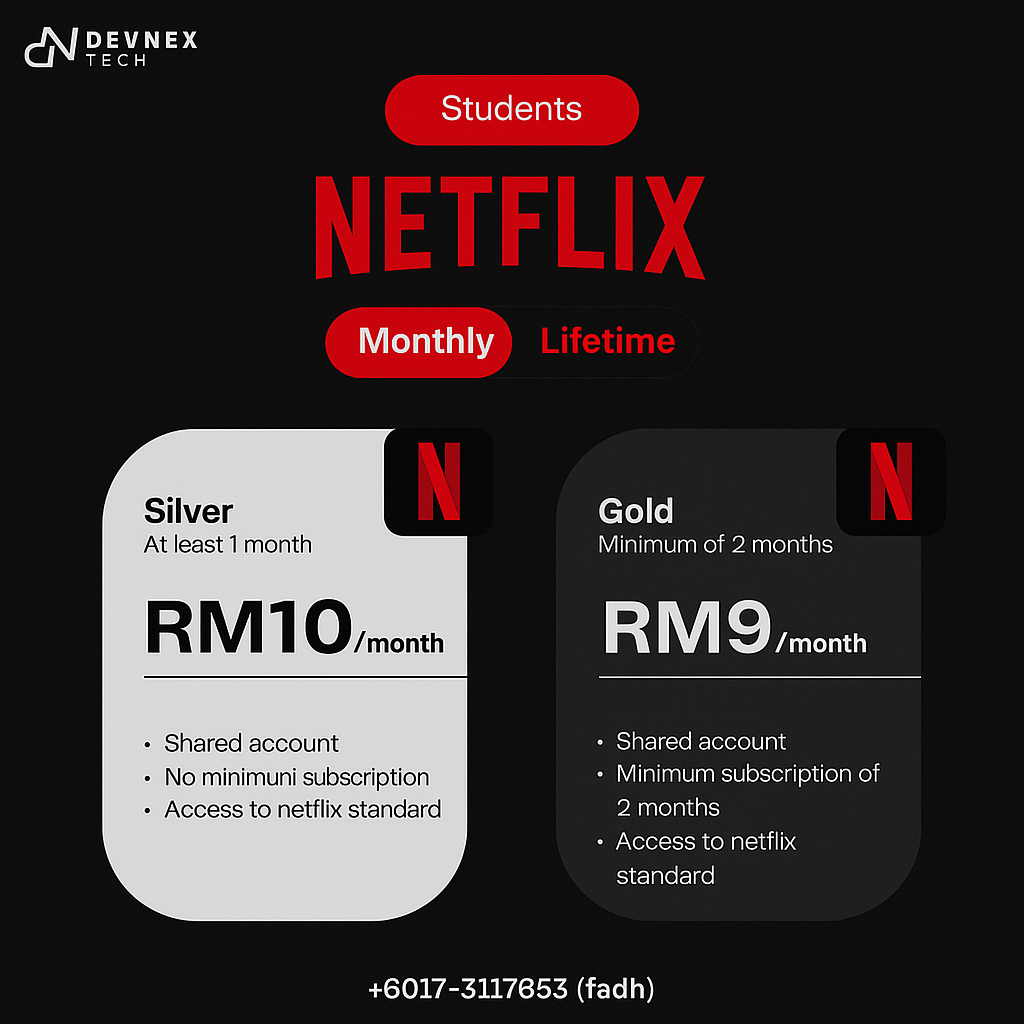 DEVNEX
TECH
Students
NETFLIX
Monthly Lifetime
Silver
At least 1 month
RM10/month
• Shared account
• No minimuni subscription
• Access to netflix standard
Gold
Minimum of 2 months
RM9/month
• Shared account
• Minimum subscription of
2 months
• Access to netflix
standard
+6017-3117653 (fadh)